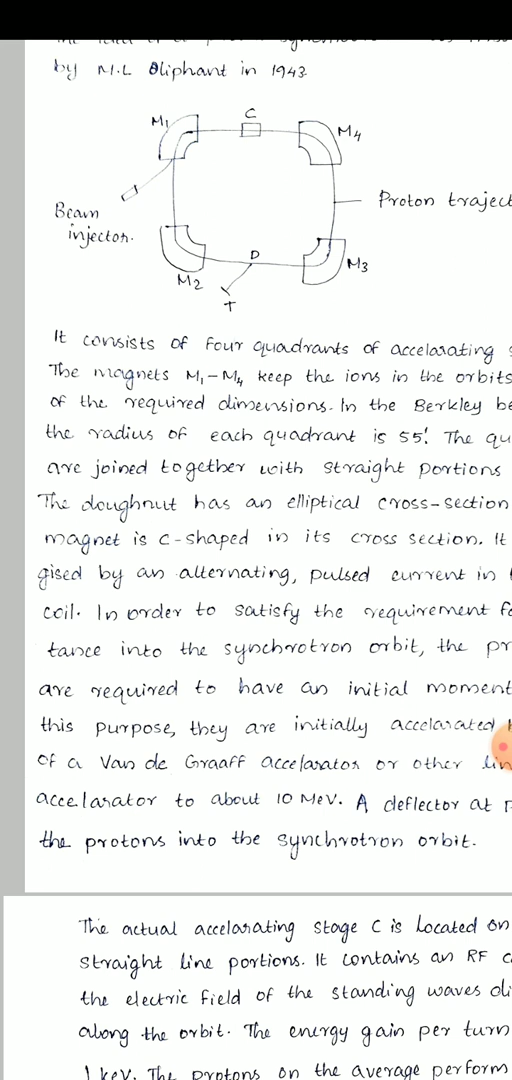 by M.L Oliphant in 1943
M1
C
M4
Proton traject
Beam
injector.
M2
D
M3
T
It consists of four quadrants of accelarating
The magnets M1-M4 keep the ions in the orbits
of the required dimensions. In the Berkley be
the radius of each quadrant is 55'. The qu
are joined together with straight portions
The doughnut has an elliptical cross-section
magnet is c-shaped in its cross section. It
gised by an alternating, pulsed current in
coil. In order to satisfy the requirement fo
tance into the synchrotron orbit, the pr
are required to have an initial moment
this purpose, they are initially accelarated
of a Van de Graaff accelarator or other lin
accelarator to about 10 MeV. A deflector at
the protons into the synchrotron orbit.
The actual accelarating stage C is located on
straight line portions. It contains an RF c
the electric field of the standing waves di
along the orbit. The energy gain per turn
1 kev. The protons on the average perform